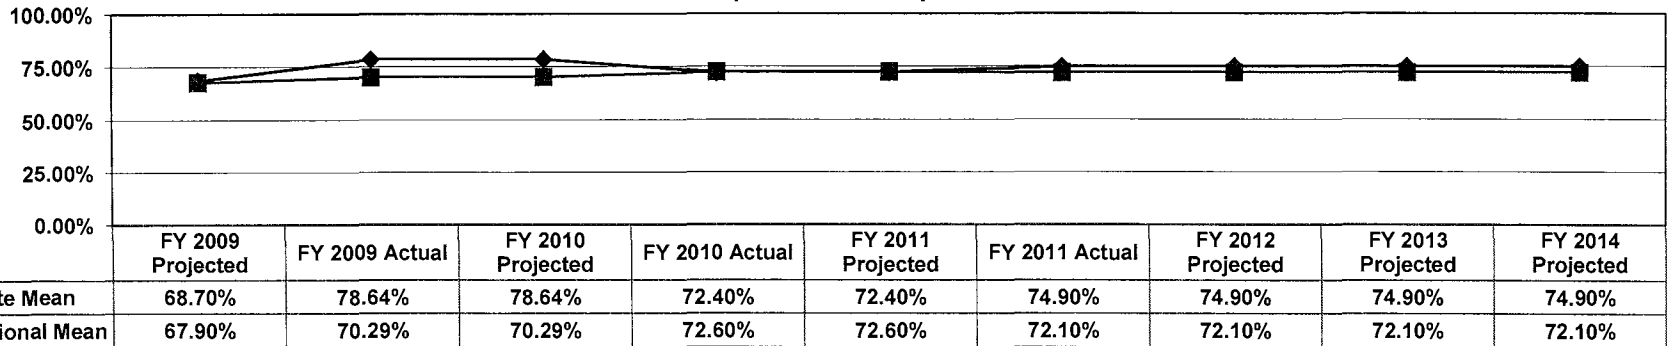 100.00%
75.00%
50.00%
25.00%
0.00%
FY 2009 Projected FY 2009 Actual FY 2010 Projected FY 2010 Actual FY 2011 Projected FY 2011 Actual FY 2012 Projected FY 2013 Projected FY 2014 Projected
Mean 68.70% 78.64% 78.64% 72.40% 72.40% 74.90% 74.90% 74.90% 74.90%
Mean 67.90% 70.29% 70.29% 72.60% 72.60% 72.10% 72.10% 72.10% 72.10%